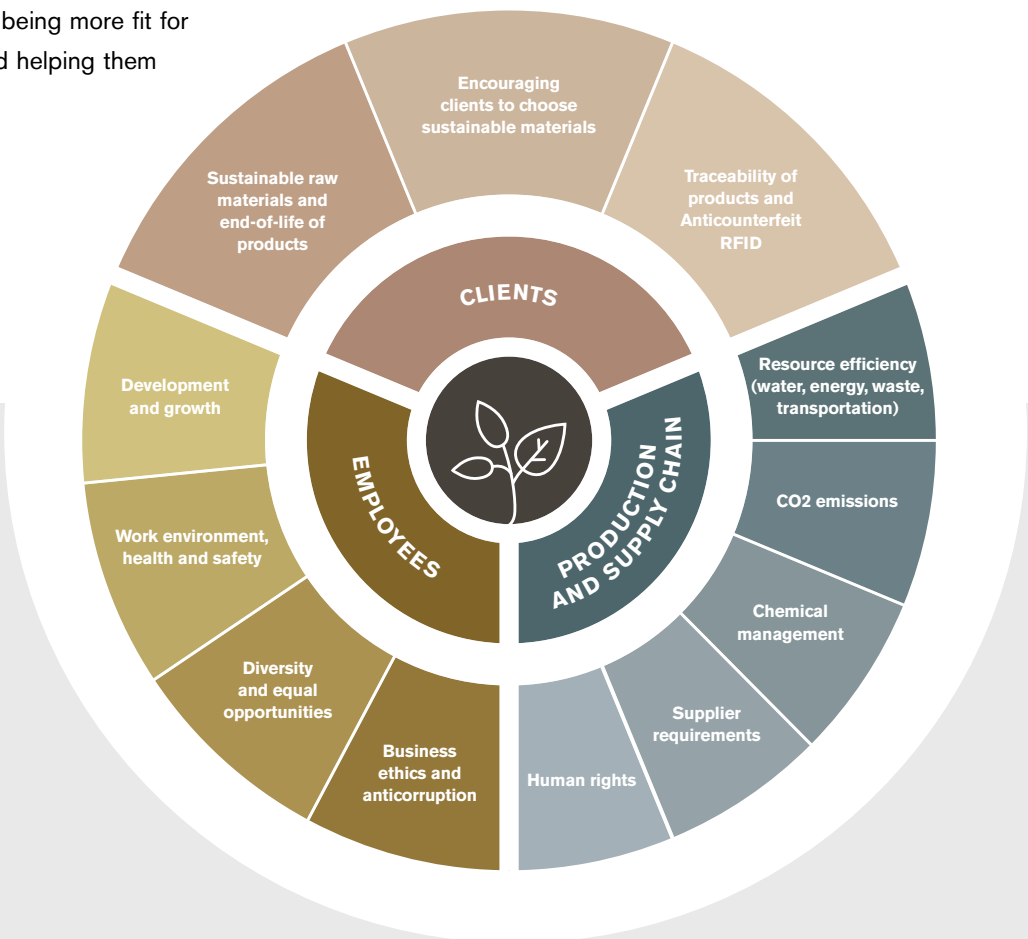 being more fit for
d helping them
Encouraging
clients to choose
sustainable materials
Sustainable raw
materials and
end-of-life of
products
Traceability of
products and
Anticounterfeit
RFID
CLIENTS
Development
and growth
Work environment,
health and safety
Diversity
and equal
opportunities
Business
ethics and
anticorruption
EMPLOYEES
PRODUCTION
AND SUPPLY CHAIN
Resource efficiency
(water, energy, waste,
transportation)
CO2 emissions
Chemical
management
Supplier
requirements
Human rights